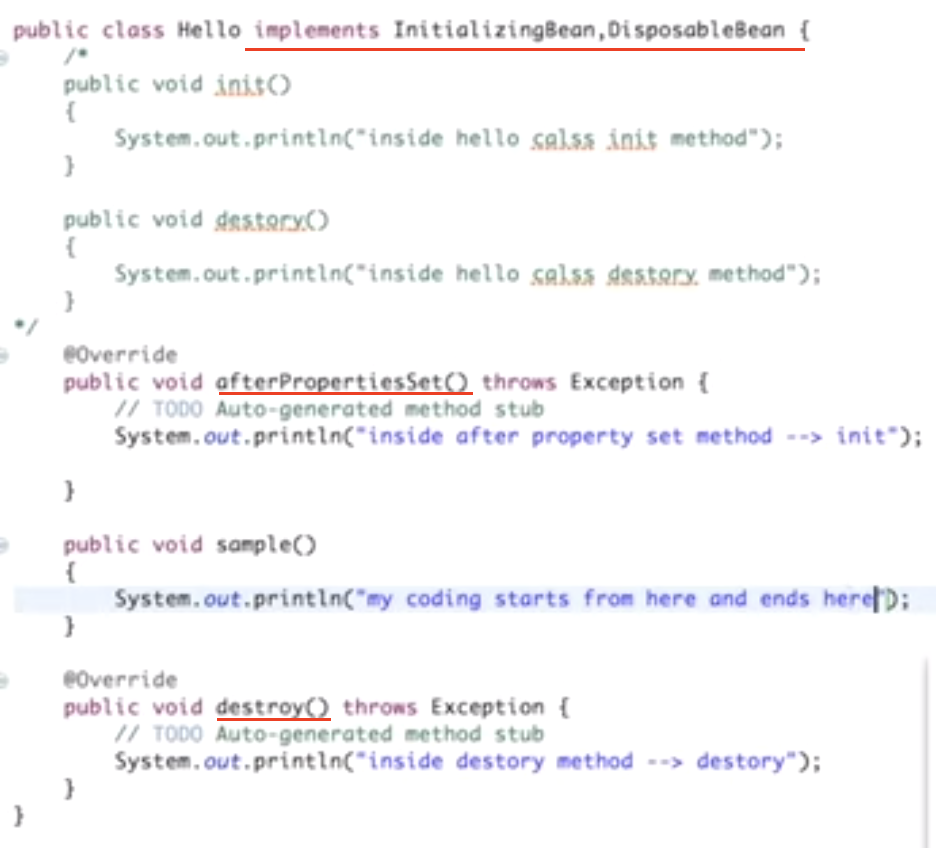 public class Hello implements InitializingBean,DisposableBean {
/*
public void init()
{
System.out.println("inside hello calss init method");
}
public void destory()
{
System.out.println("inside hello calss destory method");
}
*/
@Override
public void afterPropertiesSet() throws Exception {
// TODO Auto-generated method stub
System.out.println("inside after property set method --> init");
}
public void sample()
{
System.out.println("my coding starts from here and ends here");
}
@Override
public void destroy() throws Exception {
// TODO Auto-generated method stub
System.out.println("inside destory method --> destory");
}
}